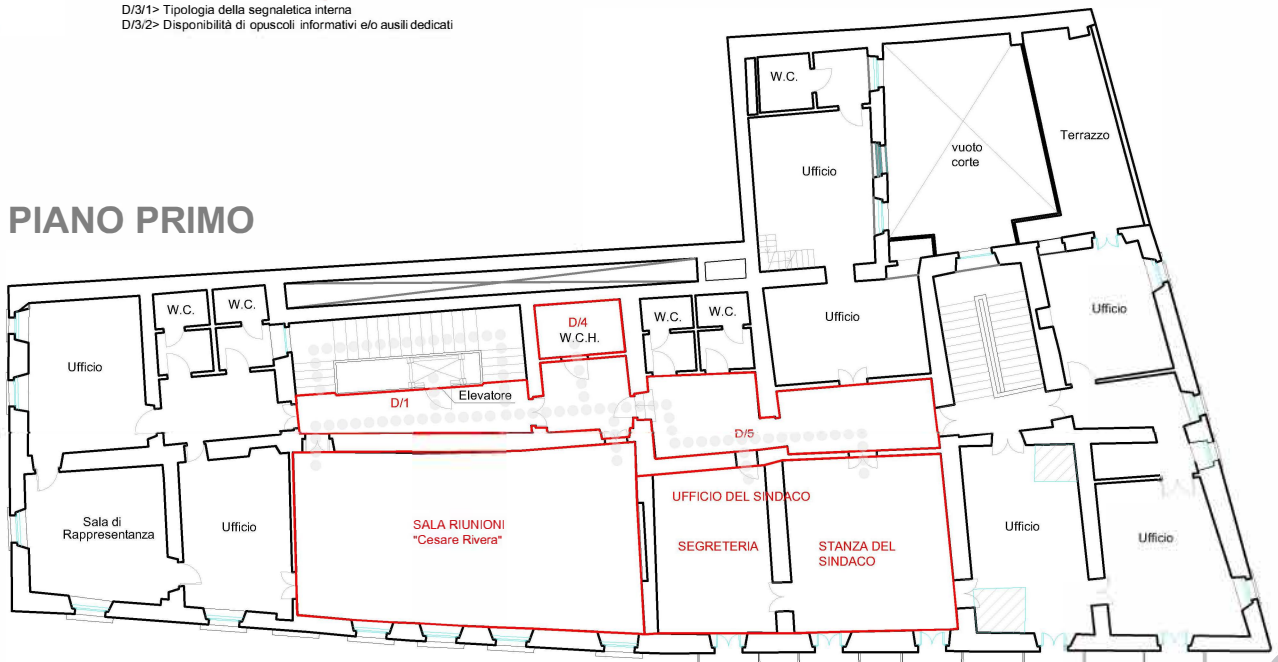 D/3/1> Tipologia della segnaletica interna
D/3/2> Disponibilità di opuscoli informativi e/o ausili dedicati
PIANO PRIMO
W.C.
Ufficio
vuoto
corte
Terrazzo
W.C.
W.C.
D/4
W.C.H.
W.C.
W.C.
Ufficio
Ufficio
Ufficio
Elevatore
D/1
D/5
Sala di
Rappresentanza
Ufficio
SALA RIUNIONI
"Cesare Rivera"
UFFICIO DEL SINDACO
SEGRETERIA
STANZA DEL
SINDACO
Ufficio
Ufficio